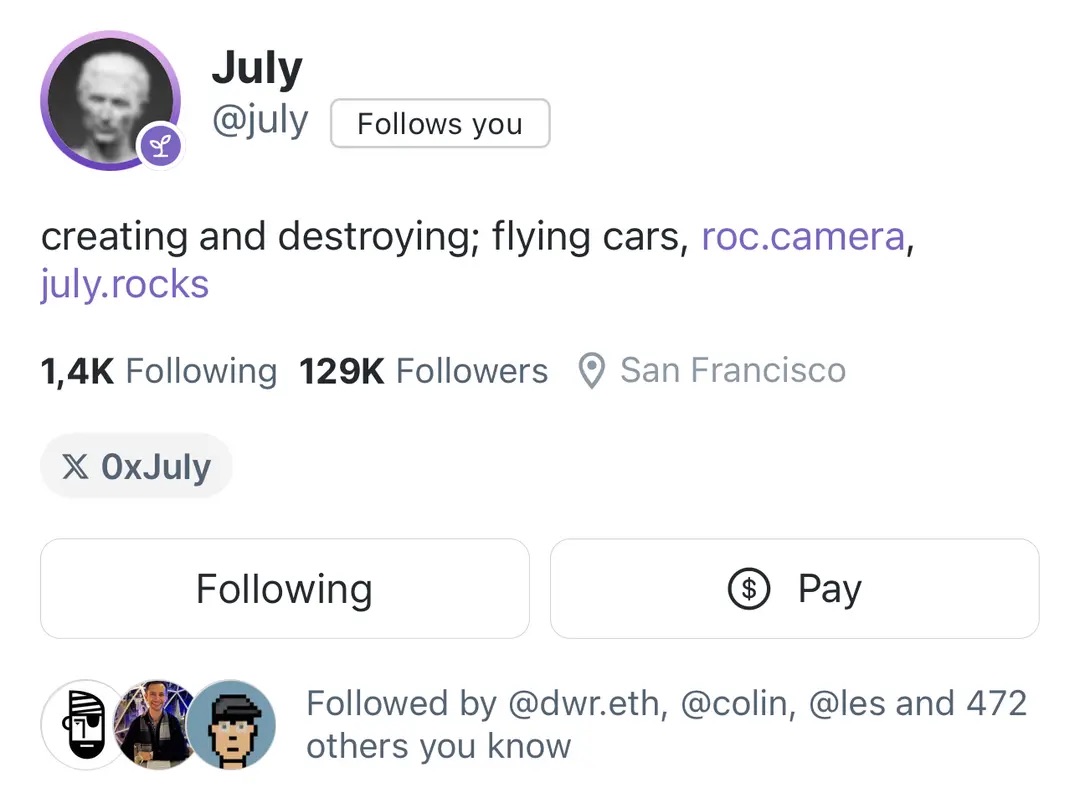 July
@july Follows you
creating and destroying; flying cars, roc.camera,
july.rocks
1,4K Following 129K Followers San Francisco
X 0xJuly
Following
$ Pay
Followed by @dwr.eth, @colin, @les and 472
others you know